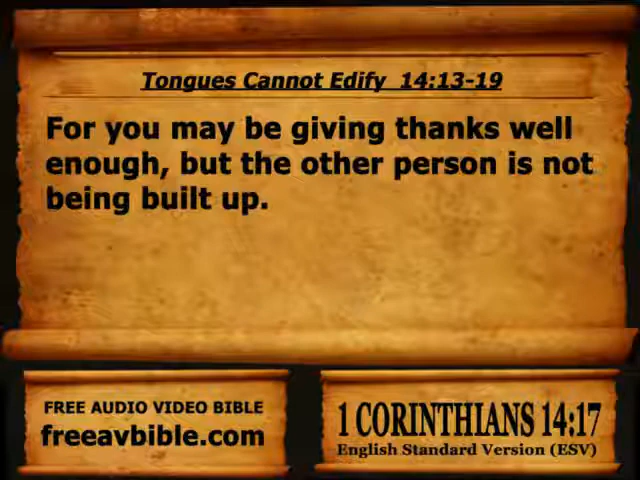 Tongues Cannot Edify 14:13-19
For you may be giving thanks well
enough, but the other person is not
being built up.
FREE AUDIO VIDEO BIBLE
freeavbible.com
1 CORINTHIANS 14:17
English Standard Version (ESV)